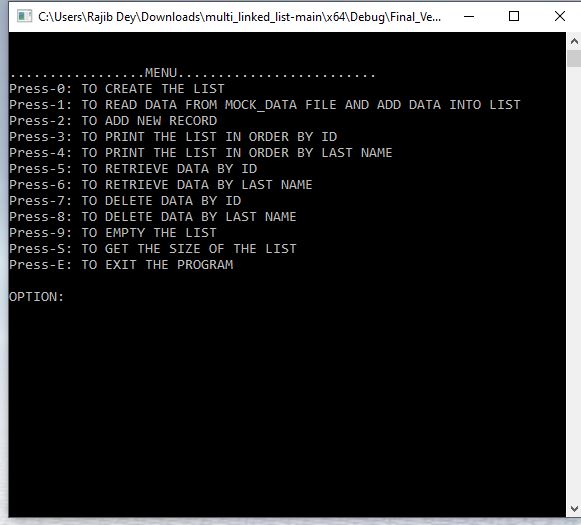 C:\Users\Rajib Dey\Downloads\multi_linked_list-main\x64\Debug\Final_Ve...
.................MENU.........................
Press-0: TO CREATE THE LIST
Press-1: TO READ DATA FROM MOCK_DATA FILE AND ADD DATA INTO LIST
Press-2: TO ADD NEW RECORD
Press-3: TO PRINT THE LIST IN ORDER BY ID
Press-4: TO PRINT THE LIST IN ORDER BY LAST NAME
Press-5: TO RETRIEVE DATA BY ID
Press-6: TO RETRIEVE DATA BY LAST NAME
Press-7: TO DELETE DATA BY ID
Press-8: TO DELETE DATA BY LAST NAME
Press-9: TO EMPTY THE LIST
Press-S: TO GET THE SIZE OF THE LIST
Press-E: TO EXIT THE PROGRAM
OPTION: